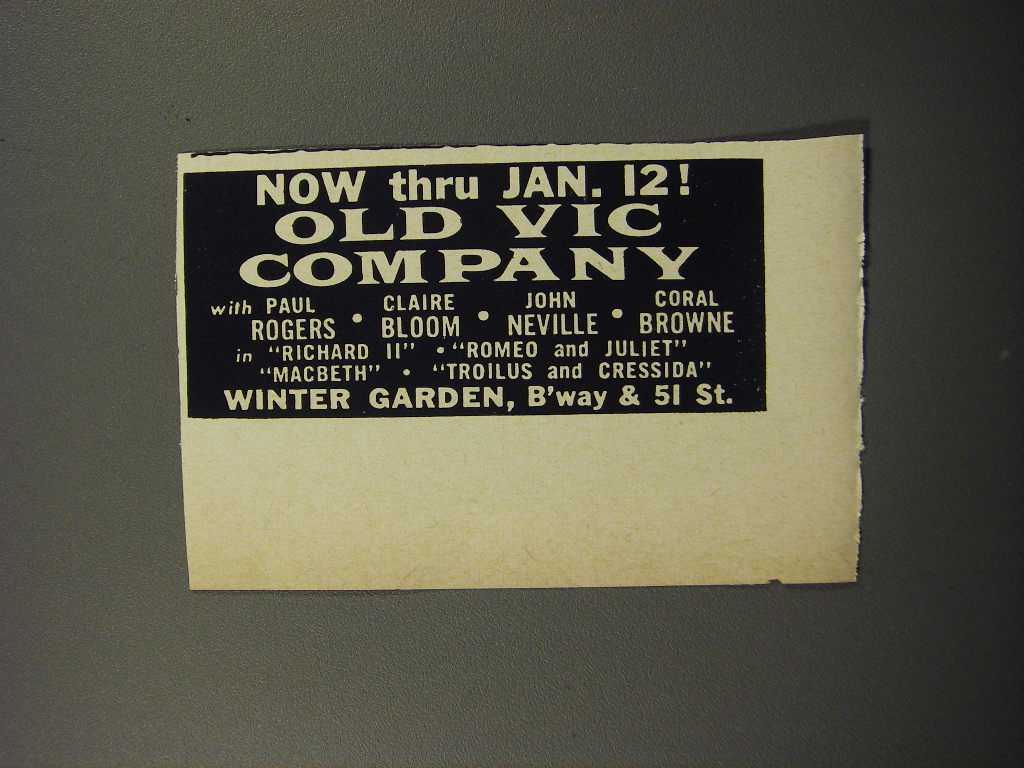 NOW thru JAN. 12!
OLD VIC
COMPANY
with PAUL ROGERS • CLAIRE BLOOM • JOHN NEVILLE • CORAL BROWNE
in "RICHARD II" • "ROMEO and JULIET"
"MACBETH" • "TROILUS and CRESSIDA"
WINTER GARDEN, B'way & 51 St.